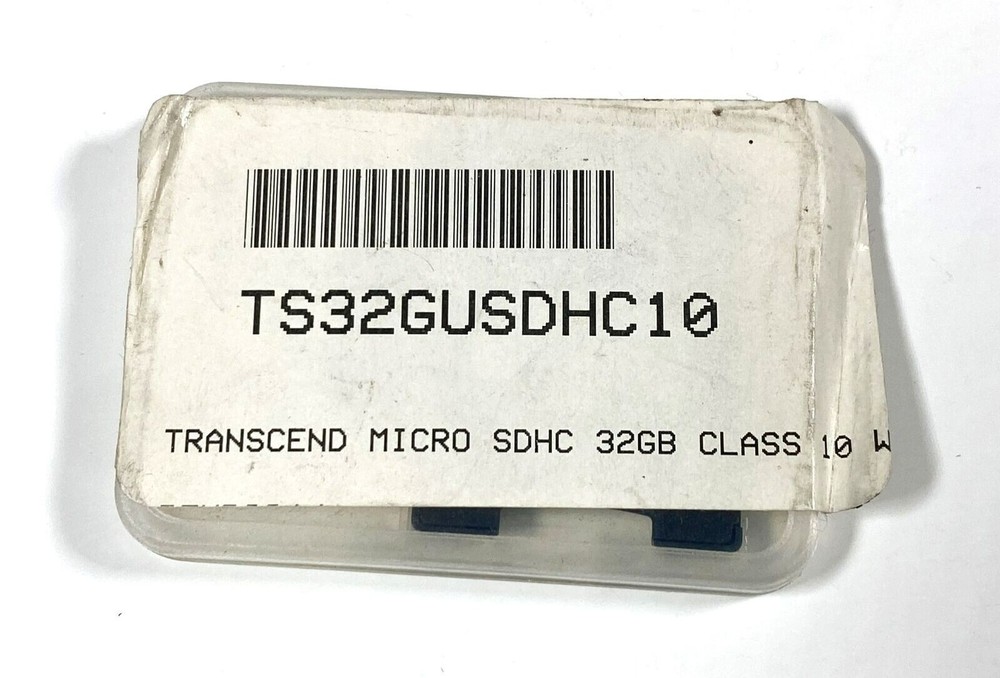 TS32GUSDHC10
TRANSCEND MICRO SDHC 32GB CLASS 10 W